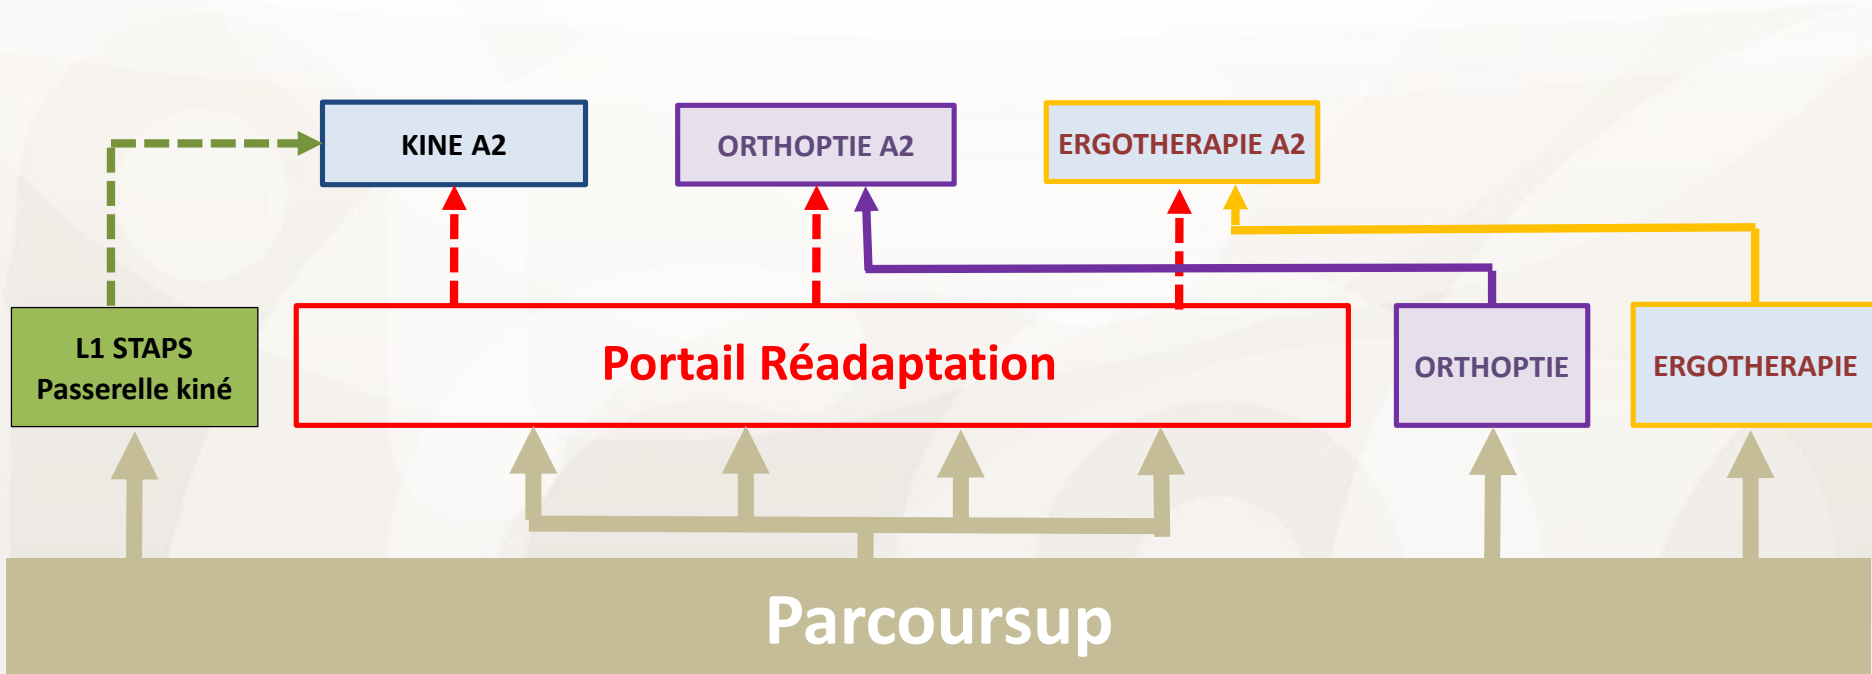 KINE A2
ORTHOPTIE A2
ERGOTHERAPIE A2
L1 STAPS
Passerelle kiné
Portail Réadaptation
ORTHOPTIE
ERGOTHERAPIE
Parcoursup